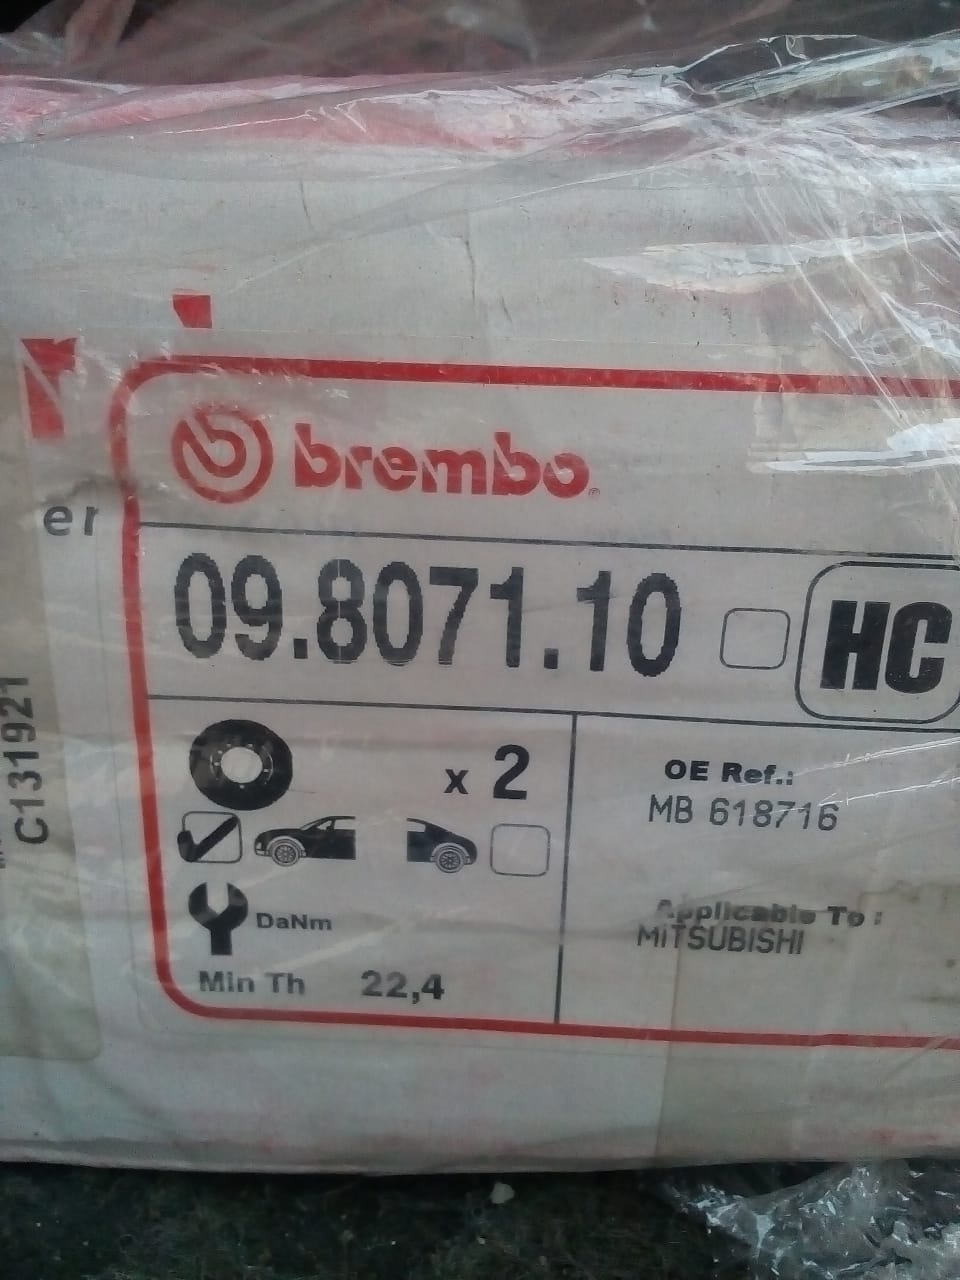 brembo®
er
09.8071.10
HC
C131921
x 2
OE Ref.:
MB 618716
DaNm
Applicable To :
MITSUBISHI
Min Th 22,4